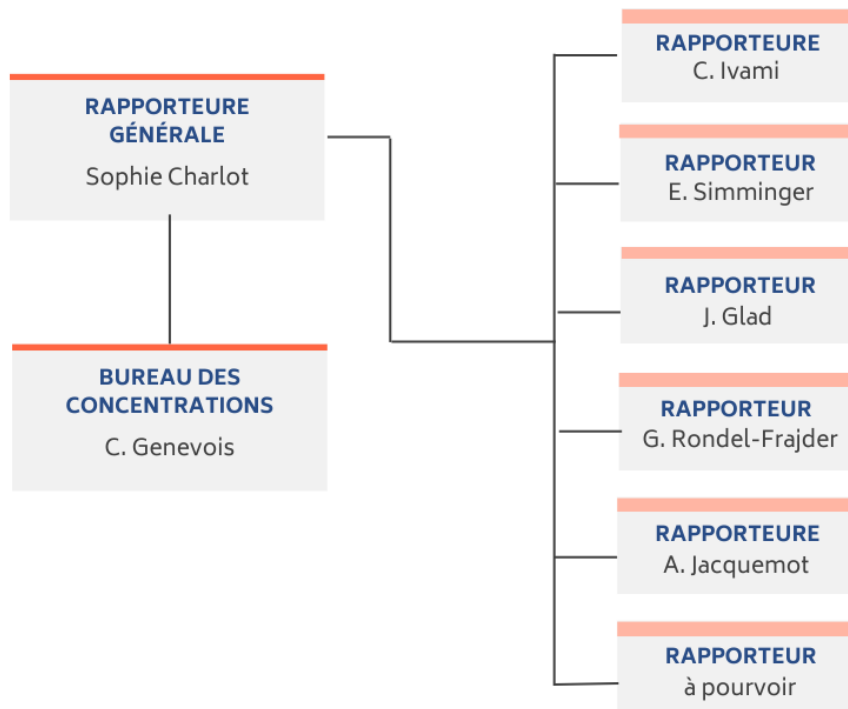 RAPPORTEURE
GÉNÉRALE
Sophie Charlot
BUREAU DES
CONCENTRATIONS
C. Genevois
RAPPORTEURE
C. Ivami
RAPPORTEUR
E. Simminger
RAPPORTEUR
J. Glad
RAPPORTEUR
G. Rondel-Frajder
RAPPORTEURE
A. Jacquemot
RAPPORTEUR
à pourvoir